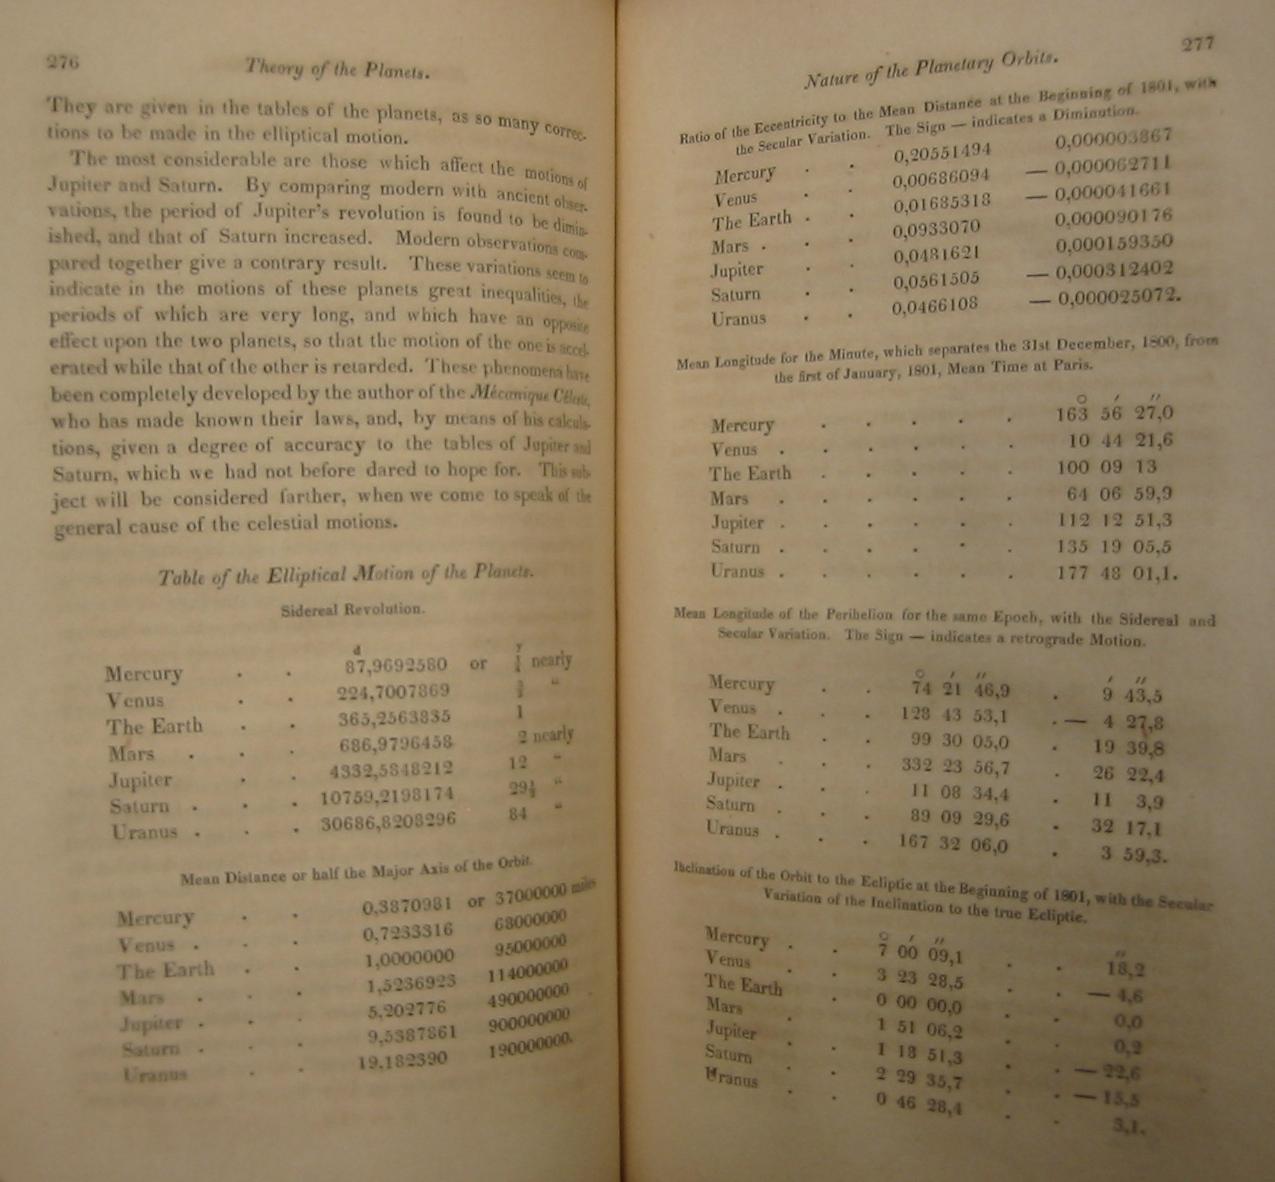 276
Theory of the Planets.
They are given in the tables of the planets, as so many correc-
tions to be made in the elliptical motion.
The most considerable are those which affect the motions of
Jupiter and Saturn. By comparing modern with ancient obser-
vations, the period of Jupiter's revolution is found to be dimin-
ished, and that of Saturn increased. Modern observations com-
pared together give a contrary result. These variations seem to
indicate in the motions of these planets great inequalities, the
periods of which are very long, and which have an opposite
effect upon the two planets, so that the motion of the one is accel-
erated while that of the other is retarded. These phenomena have
been completely developed by the author of the Mécanique Céleste,
who has made known their laws, and, by means of his calcula-
tions, given a degree of accuracy to the tables of Jupiter and
Saturn, which we had not before dared to hope for. This sub-
ject will be considered farther, when we come to speak of the
general cause of the celestial motions.
Table of the Elliptical Motion of the Planets.
Sidereal Revolution.
d y
Mercury . . 87,9692580 or ¼ nearly
Venus . . 224,7007869 “
The Earth . . 365,2563835 1
Mars . . 686,9796458 2 nearly
Jupiter . . 4332,5848212 12 “
Saturn . . . 10759,2198174 29½ “
Uranus . . . 30686,8208296 84 “
Mean Distance or half the Major Axis of the Orbit.
Mercury . . 0,3870981 or 37000000 miles
Venus . . . 0,7233316 68000000
The Earth . . 1,0000000 95000000
Mars . . . 1,5236923 114000000
Jupiter . . . 5,202776 490000000
Saturn . . . 9,5387861 900000000
Uranus . . 19,182390 190000000.
277
Nature of the Planetary Orbits.
Ratio of the Eccentricity to the Mean Distance at the Beginning of 1801, with
the Secular Variation. The Sign — indicates a Diminution.
Mercury . . 0,20551494 0,000003867
Venus . . 0,00686094 — 0,000062711
The Earth . . 0,01685318 — 0,000041661
Mars . . . 0,0933070 0,000090176
Jupiter . . 0,0481621 0,000159350
Saturn . . 0,0561505 — 0,000312402
Uranus . . 0,0466108 — 0,000025072.
Mean Longitude for the Minute, which separates the 31st December, 1800, from
the first of January, 1801, Mean Time at Paris.
○ ′ ″
Mercury . . . . . 163 56 27,0
Venus . . . . . . 10 44 21,6
The Earth . . . . . 100 09 13
Mars . . . . . 64 06 59,9
Jupiter . . . . . . 112 12 51,3
Saturn . . . . . . 135 19 05,5
Uranus . . . . . . 177 48 01,1.
Mean Longitude of the Perihelion for the same Epoch, with the Sidereal and
Secular Variation. The Sign — indicates a retrograde Motion.
○ ′ ″ ′ ″
Mercury . . 74 21 46,9 . 9 43,5
Venus . . . 128 43 53,1 . — 4 27,8
The Earth . . 99 30 05,0 . 19 39,8
Mars . . 332 23 56,7 . 26 22,4
Jupiter . . 11 08 34,4 . 11 3,9
Saturn . . . 89 09 29,6 . 32 17,1
Uranus . . . 167 32 06,0 . 3 59,3.
Inclination of the Orbit to the Ecliptic at the Beginning of 1801, with the Secular
Variation of the Inclination to the true Ecliptic.
○ ′ ″ ″
Mercury . . 7 00 09,1 . . 18,2
Venus . . 3 23 28,5 . . — 4,6
The Earth . 0 00 00,0 . . 0,0
Mars . . 1 51 06,2 . . 0,2
Jupiter . . 1 18 51,3 . . — 22,6
Saturn . . 2 29 35,7 . . — 15,5
Uranus . . 0 46 28,4 . . 3,1.